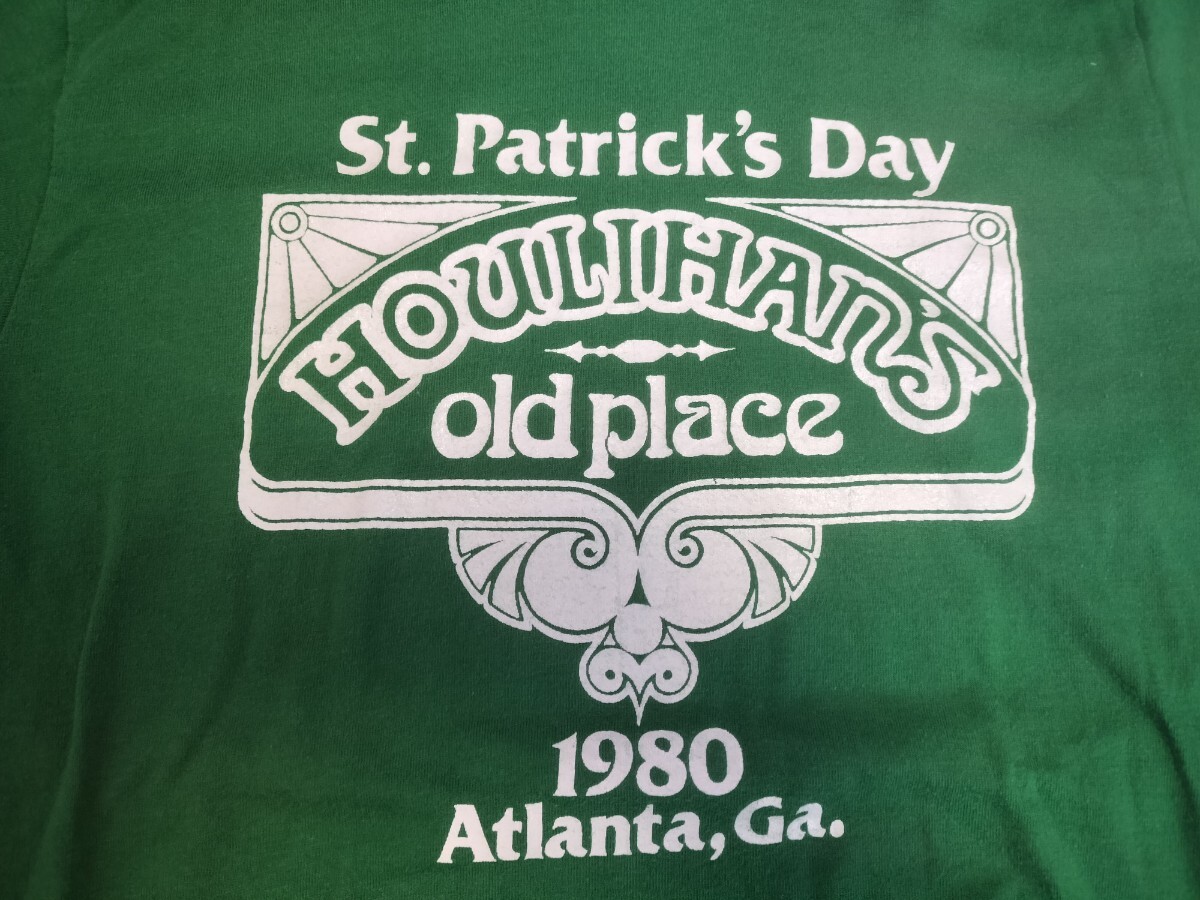 St. Patrick's Day
HOULIHAN'S
old place
1980
Atlanta, Ga.